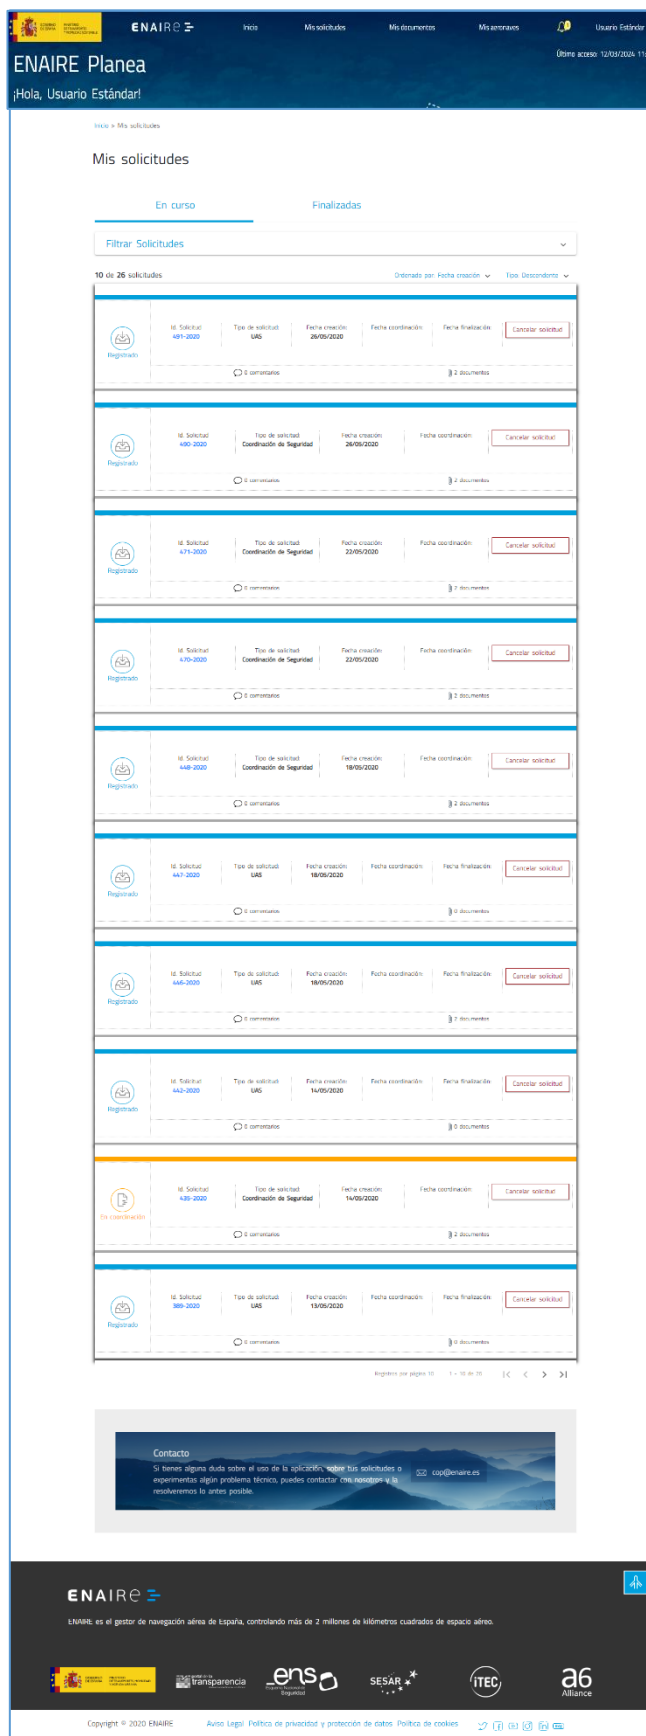 GOBIERNO DE ESPAÑA
MINISTERIO
ENAIRE
Inicio
Mis solicitudes
Mis documentos
Mis aeronaves
Usuario Estándar
ENAIRE Planea
Último acceso: 12/03/2024 11:
¡Hola, Usuario Estándar!
Inicio » Mis solicitudes
Mis solicitudes
En curso
Finalizadas
Filtrar Solicitudes
10 de 26 solicitudes
Ordenado por: Fecha creación
Tipo: Descendente
Id. Solicitud Tipo de solicitud: Fecha creación: Fecha coordinación: Fecha finalización: Cancelar solicitud
491-2020 UAS 26/05/2020
Registrado
0 comentarios 2 documentos
Id. Solicitud Tipo de solicitud: Fecha creación: Fecha coordinación: Cancelar solicitud
490-2020 Coordinación de Seguridad 26/05/2020
Registrado
0 comentarios 2 documentos
Id. Solicitud Tipo de solicitud: Fecha creación: Fecha coordinación: Cancelar solicitud
471-2020 Coordinación de Seguridad 22/05/2020
Registrado
0 comentarios 2 documentos
Id. Solicitud Tipo de solicitud: Fecha creación: Fecha coordinación: Cancelar solicitud
470-2020 Coordinación de Seguridad 22/05/2020
Registrado
0 comentarios 2 documentos
Id. Solicitud Tipo de solicitud: Fecha creación: Fecha coordinación: Cancelar solicitud
448-2020 Coordinación de Seguridad 18/05/2020
Registrado
0 comentarios 2 documentos
Id. Solicitud Tipo de solicitud: Fecha creación: Fecha coordinación: Fecha finalización: Cancelar solicitud
447-2020 UAS 18/05/2020
Registrado
0 comentarios 0 documentos
Id. Solicitud Tipo de solicitud: Fecha creación: Fecha coordinación: Fecha finalización: Cancelar solicitud
446-2020 UAS 18/05/2020
Registrado
0 comentarios 2 documentos
Id. Solicitud Tipo de solicitud: Fecha creación: Fecha coordinación: Fecha finalización: Cancelar solicitud
442-2020 UAS 14/05/2020
Registrado
0 comentarios 0 documentos
Id. Solicitud Tipo de solicitud: Fecha creación: Fecha coordinación: Cancelar solicitud
435-2020 Coordinación de Seguridad 14/05/2020
En coordinación
0 comentarios 2 documentos
Id. Solicitud Tipo de solicitud: Fecha creación: Fecha coordinación: Fecha finalización: Cancelar solicitud
389-2020 UAS 13/05/2020
Registrado
0 comentarios 0 documentos
Registros por página 10 1 - 10 de 26
Contacto
Si tienes alguna duda sobre el uso de la aplicación, sobre tus solicitudes o
experimentas algún problema técnico, puedes contactar con nosotros y la
resolveremos lo antes posible.
cop@enaire.es
ENAIRE
ENAIRE es el gestor de navegación aérea de España, controlando más de 2 millones de kilómetros cuadrados de espacio aéreo.
GOBIERNO DE ESPAÑA
MINISTERIO
transparencia
ens
Esquema Nacional de Seguridad
SESAR
iTEC
a6
Alliance
Copyright © 2020 ENAIRE
Aviso Legal Política de privacidad y protección de datos Política de cookies